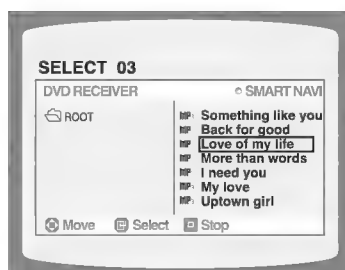 SELECT 03
DVD RECEIVER SMART NAVI
ROOT
Something like you
Back for good
Love of my life
More than words
I need you
My love
Uptown girl
Move Select Stop